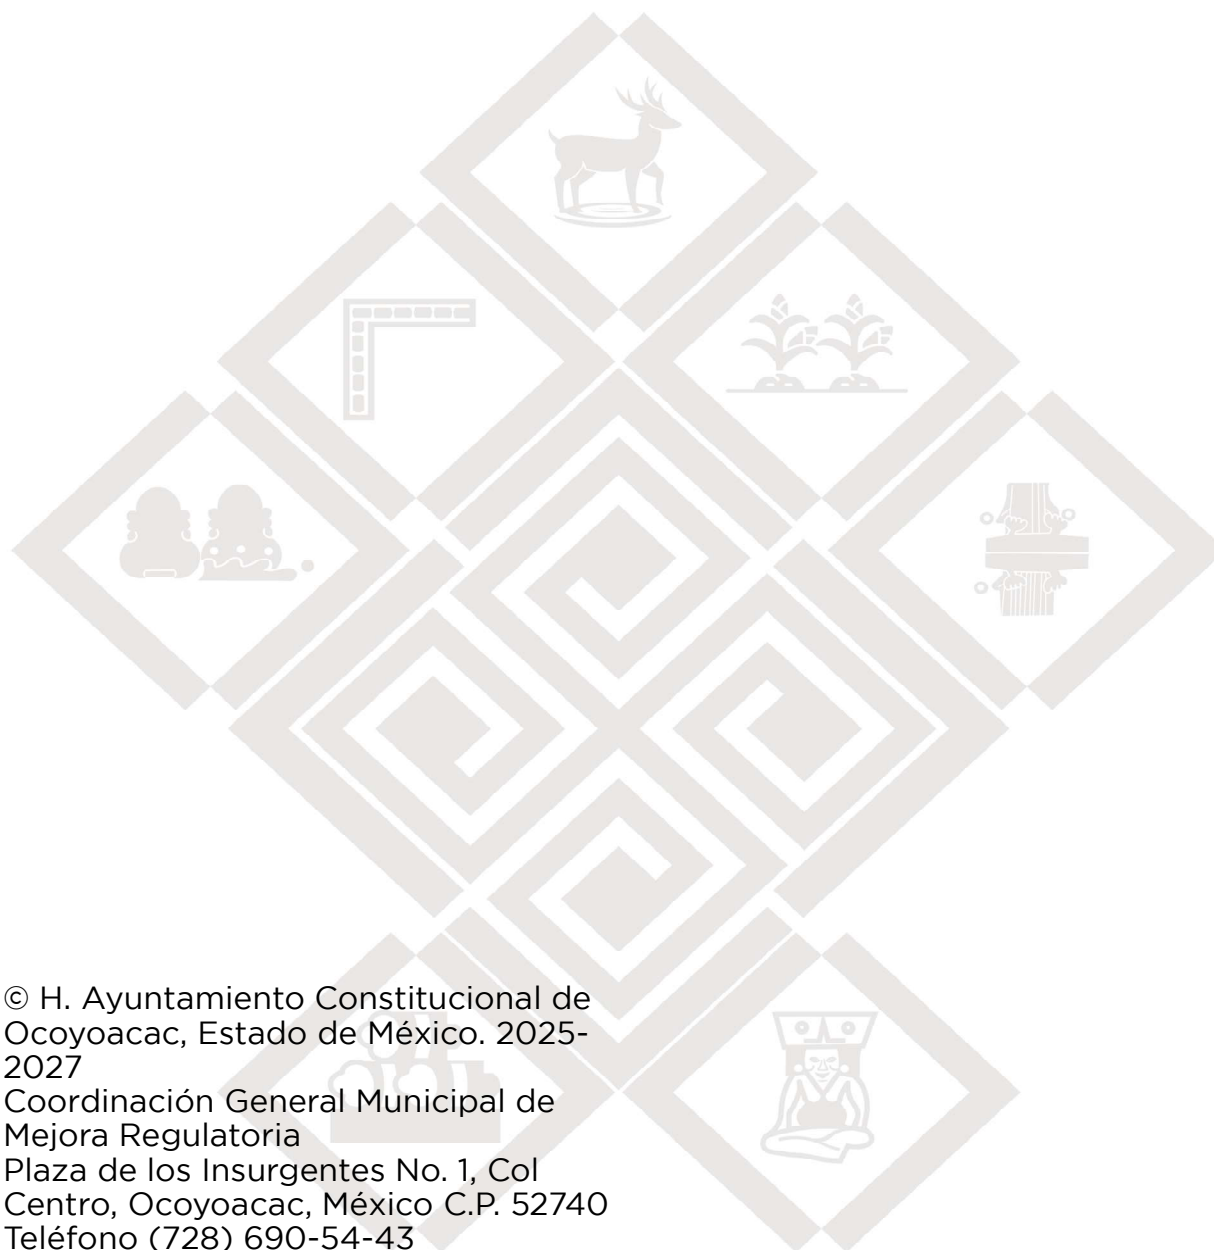 © H. Ayuntamiento Constitucional de
Ocoyoacac, Estado de México. 2025-
2027
Coordinación General Municipal de
Mejora Regulatoria
Plaza de los Insurgentes No. 1, Col
Centro, Ocoyoacac, México C.P. 52740
Teléfono (728) 690-54-43